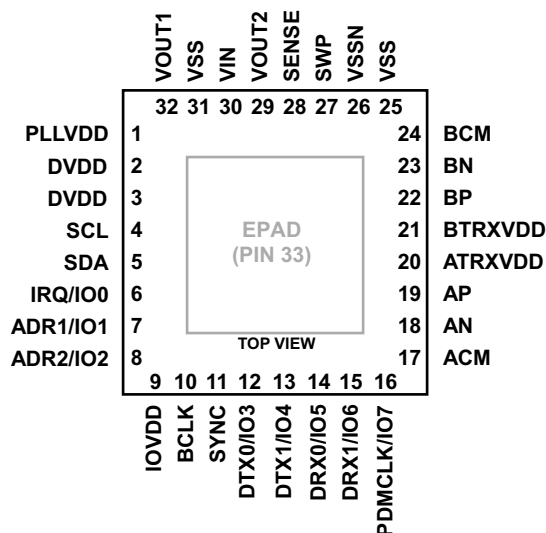 VOUT1
VSS
VIN
VOUT2
SENSE
SWP
VSSN
VSS
32 31 30 29 28 27 26 25
PLLVDD 1
DVDD 2
DVDD 3
SCL 4
SDA 5
IRQ/IO0 6
ADR1/IO1 7
ADR2/IO2 8
24 BCM
23 BN
22 BP
21 BTRXVDD
20 ATRXVDD
19 AP
18 AN
17 ACM
EPAD
(PIN 33)
TOP VIEW
9 10 11 12 13 14 15 16
IOVDD
BCLK
SYNC
DTX0/IO3
DTX1/IO4
DRX0/IO5
DRX1/IO6
PDMCLK/IO7